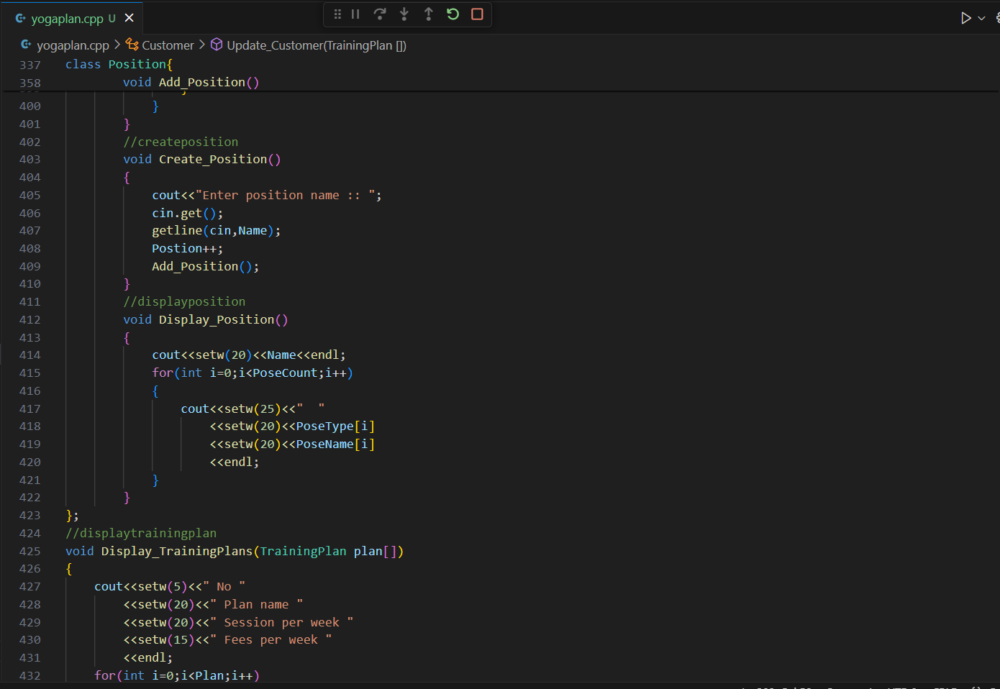 yogaplan.cpp U
yogaplan.cpp > Customer > Update_Customer(TrainingPlan [])
337 class Position{
358 void Add_Position()
400 }
401 }
402 //createposition
403 void Create_Position()
404 {
405 cout<<"Enter position name :: ";
406 cin.get();
407 getline(cin,Name);
408 Postion++;
409 Add_Position();
410 }
411 //displayposition
412 void Display_Position()
413 {
414 cout<<setw(20)<<Name<<endl;
415 for(int i=0;i<PoseCount;i++)
416 {
417 cout<<setw(25)<<"  "
418 <<setw(20)<<PoseType[i]
419 <<setw(20)<<PoseName[i]
420 <<endl;
421 }
422 }
423 };
424 //displaytrainingplan
425 void Display_TrainingPlans(TrainingPlan plan[])
426 {
427 cout<<setw(5)<<" No "
428 <<setw(20)<<" Plan name "
429 <<setw(20)<<" Session per week "
430 <<setw(15)<<" Fees per week "
431 <<endl;
432 for(int i=0;i<Plan;i++)